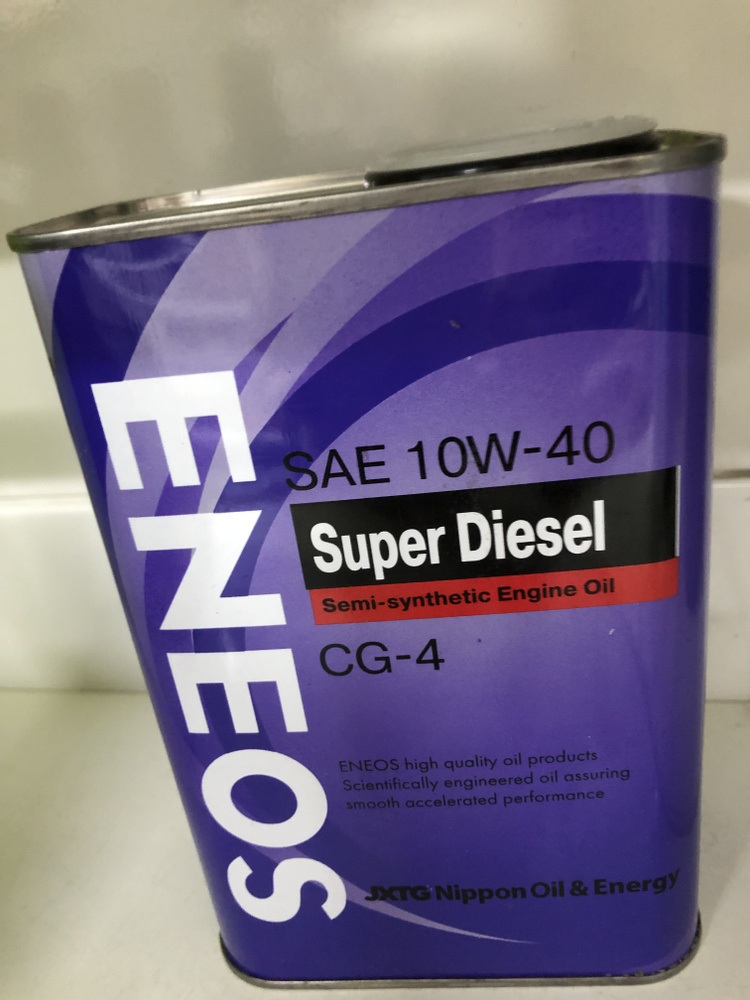 ENEOS
SAE 10W-40
Super Diesel
Semi-synthetic Engine Oil
CG-4
ENEOS high quality oil products
Scientifically engineered oil assuring
smooth accelerated performance
JXTG Nippon Oil & Energy